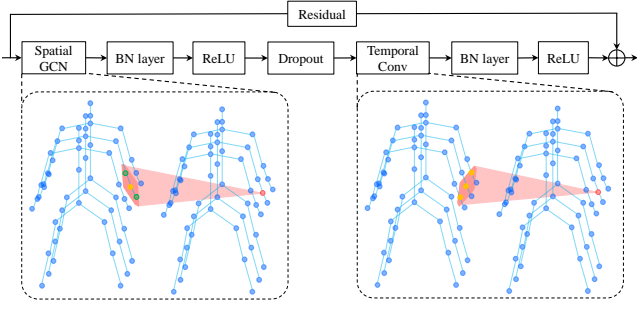 Residual
Spatial
GCN
BN layer
ReLU
Dropout
Temporal
Conv
BN layer
ReLU